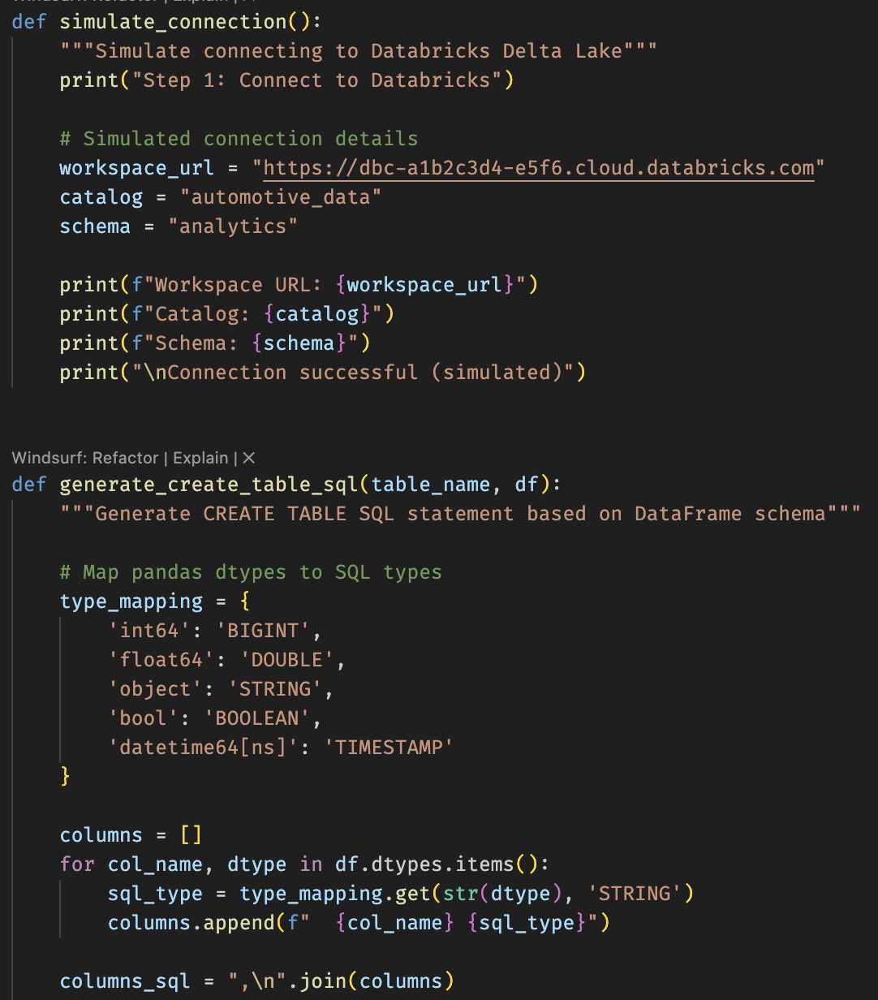 Windsurf: Refactor | Explain | ×
def simulate_connection():
    """Simulate connecting to Databricks Delta Lake"""
    print("Step 1: Connect to Databricks")

    # Simulated connection details
    workspace_url = "https://dbc-a1b2c3d4-e5f6.cloud.databricks.com"
    catalog = "automotive_data"
    schema = "analytics"

    print(f"Workspace URL: {workspace_url}")
    print(f"Catalog: {catalog}")
    print(f"Schema: {schema}")
    print("\nConnection successful (simulated)")

Windsurf: Refactor | Explain | ×
def generate_create_table_sql(table_name, df):
    """Generate CREATE TABLE SQL statement based on DataFrame schema"""

    # Map pandas dtypes to SQL types
    type_mapping = {
        'int64': 'BIGINT',
        'float64': 'DOUBLE',
        'object': 'STRING',
        'bool': 'BOOLEAN',
        'datetime64[ns]': 'TIMESTAMP'
    }

    columns = []
    for col_name, dtype in df.dtypes.items():
        sql_type = type_mapping.get(str(dtype), 'STRING')
        columns.append(f"  {col_name} {sql_type}")

    columns_sql = ",\n".join(columns)